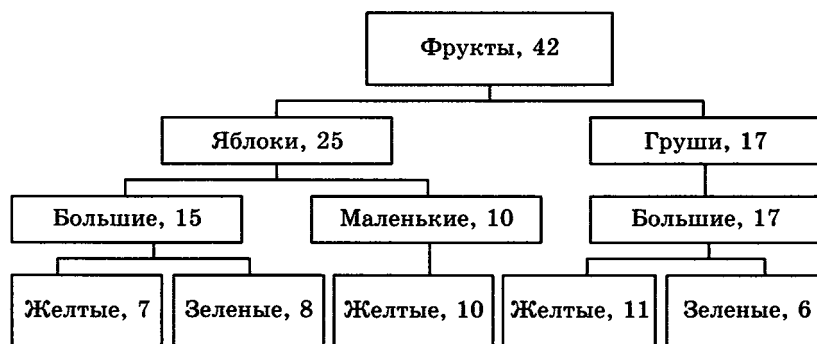 Фрукты, 42
Яблоки, 25
Груши, 17
Большие, 15
Маленькие, 10
Большие, 17
Желтые, 7
Зеленые, 8
Желтые, 10
Желтые, 11
Зеленые, 6